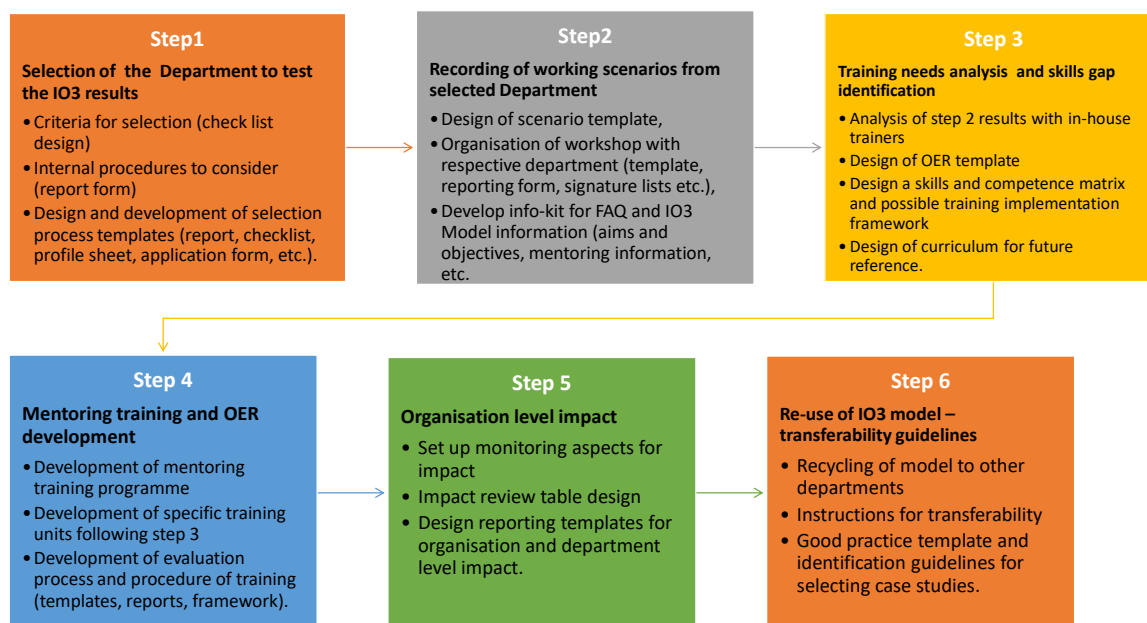 Step1
Selection of the Department to test
the IO3 results
• Criteria for selection (check list
design)
• Internal procedures to consider
(report form)
• Design and development of selection
process templates (report, checklist,
profile sheet, application form, etc.).
Step2
Recording of working scenarios from
selected Department
• Design of scenario template,
• Organisation of workshop with
respective department (template,
reporting form, signature lists etc.),
• Develop info-kit for FAQ and IO3
Model information (aims and
objectives, mentoring information,
etc.
Step 3
Training needs analysis and skills gap
identification
• Analysis of step 2 results with in-house
trainers
• Design of OER template
• Design a skills and competence matrix
and possible training implementation
framework
• Design of curriculum for future
reference.
Step 4
Mentoring training and OER
development
• Development of mentoring
training programme
• Development of specific training
units following step 3
• Development of evaluation
process and procedure of training
(templates, reports, framework).
Step 5
Organisation level impact
• Set up monitoring aspects for
impact
• Impact review table design
• Design reporting templates for
organisation and department
level impact.
Step 6
Re-use of IO3 model –
transferability guidelines
• Recycling of model to other
departments
• Instructions for transferability
• Good practice template and
identification guidelines for
selecting case studies.